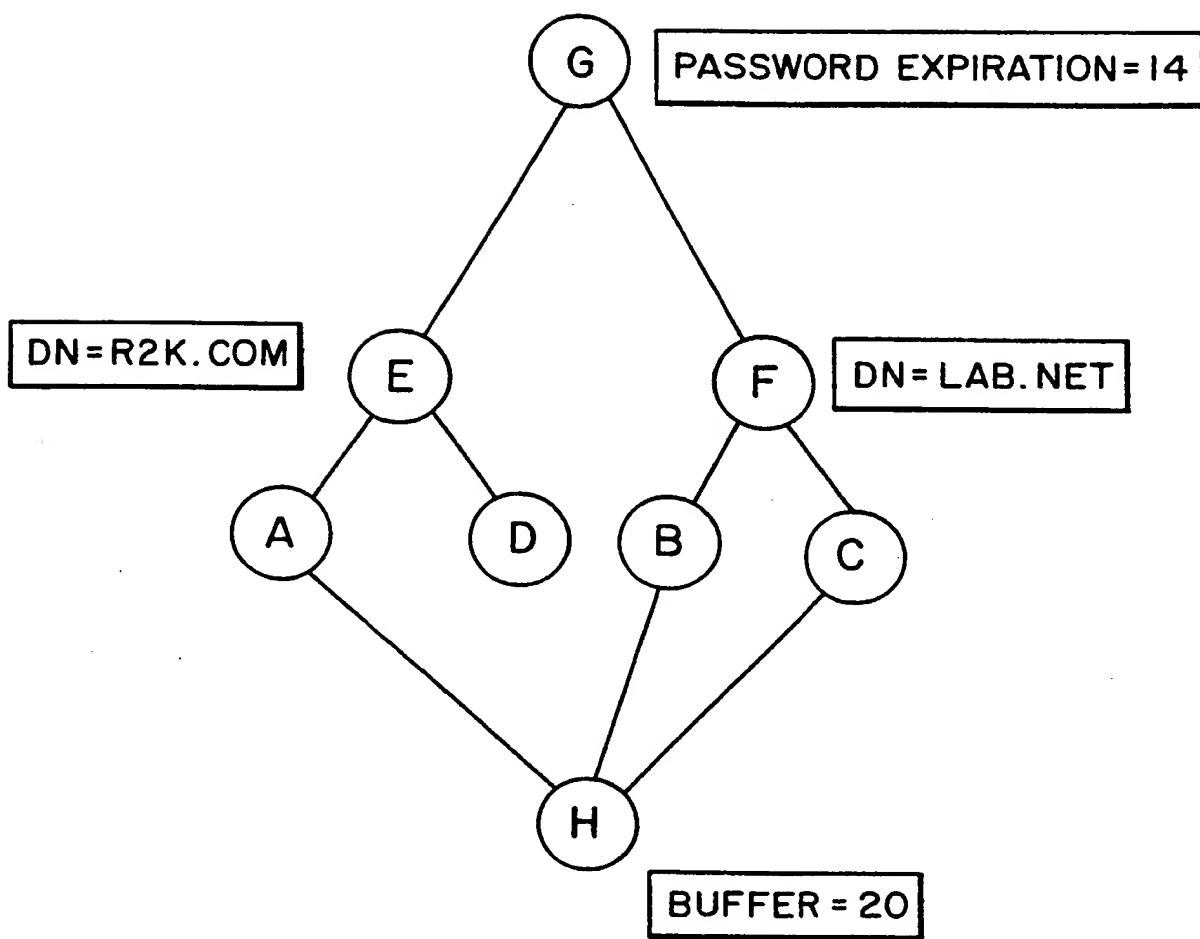 G
PASSWORD EXPIRATION=14
DN=R2K.COM
E
F
DN=LAB.NET
A
D
B
C
H
BUFFER=20